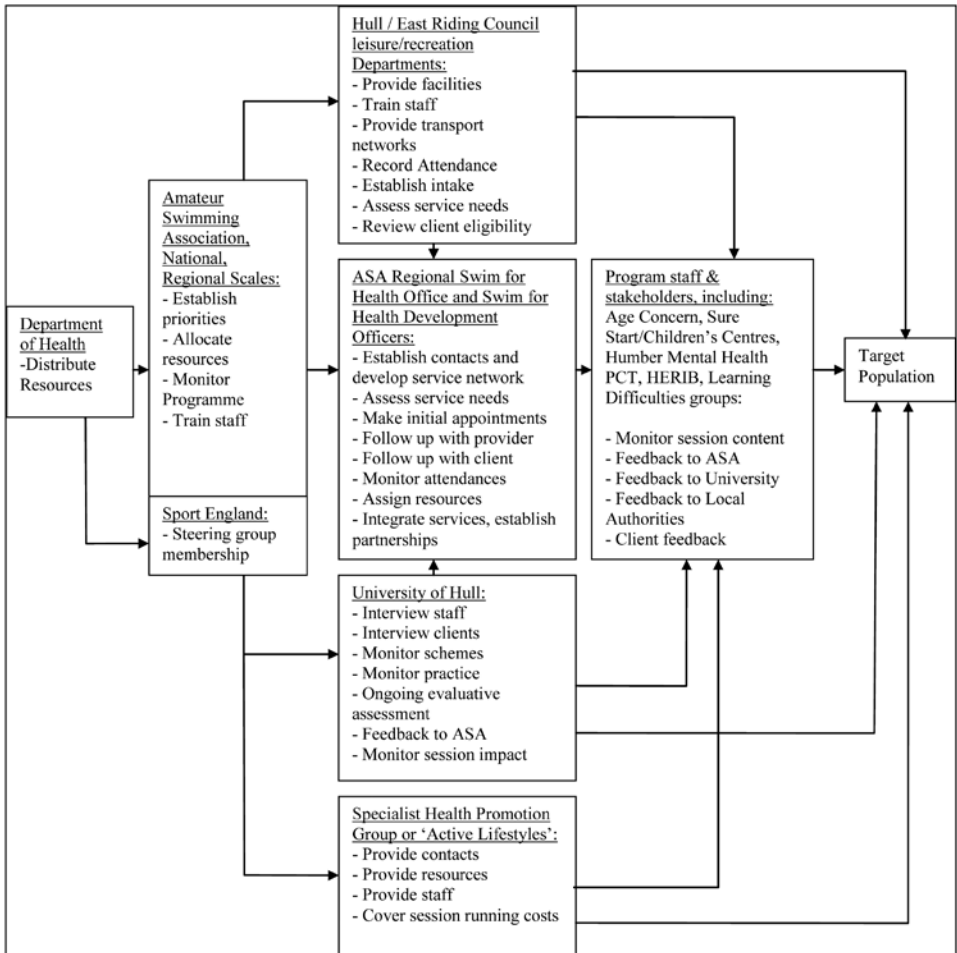 Hull / East Riding Council
leisure/recreation
Departments:
- Provide facilities
- Train staff
- Provide transport
networks
- Record Attendance
- Establish intake
- Assess service needs
- Review client eligibility
Amateur
Swimming
Association,
National,
Regional Scales:
- Establish
priorities
- Allocate
resources
- Monitor
Programme
- Train staff
Department
of Health
-Distribute
Resources
Sport England:
- Steering group
membership
ASA Regional Swim for
Health Office and Swim for
Health Development
Officers:
- Establish contacts and
develop service network
- Assess service needs
- Make initial appointments
- Follow up with provider
- Follow up with client
- Monitor attendances
- Assign resources
- Integrate services, establish
partnerships
Program staff &
stakeholders, including:
Age Concern, Sure
Start/Children's Centres,
Humber Mental Health
PCT, HERIB, Learning
Difficulties groups:
- Monitor session content
- Feedback to ASA
- Feedback to University
- Feedback to Local
Authorities
- Client feedback
Target
Population
University of Hull:
- Interview staff
- Interview clients
- Monitor schemes
- Monitor practice
- Ongoing evaluative
assessment
- Feedback to ASA
- Monitor session impact
Specialist Health Promotion
Group or 'Active Lifestyles':
- Provide contacts
- Provide resources
- Provide staff
- Cover session running costs